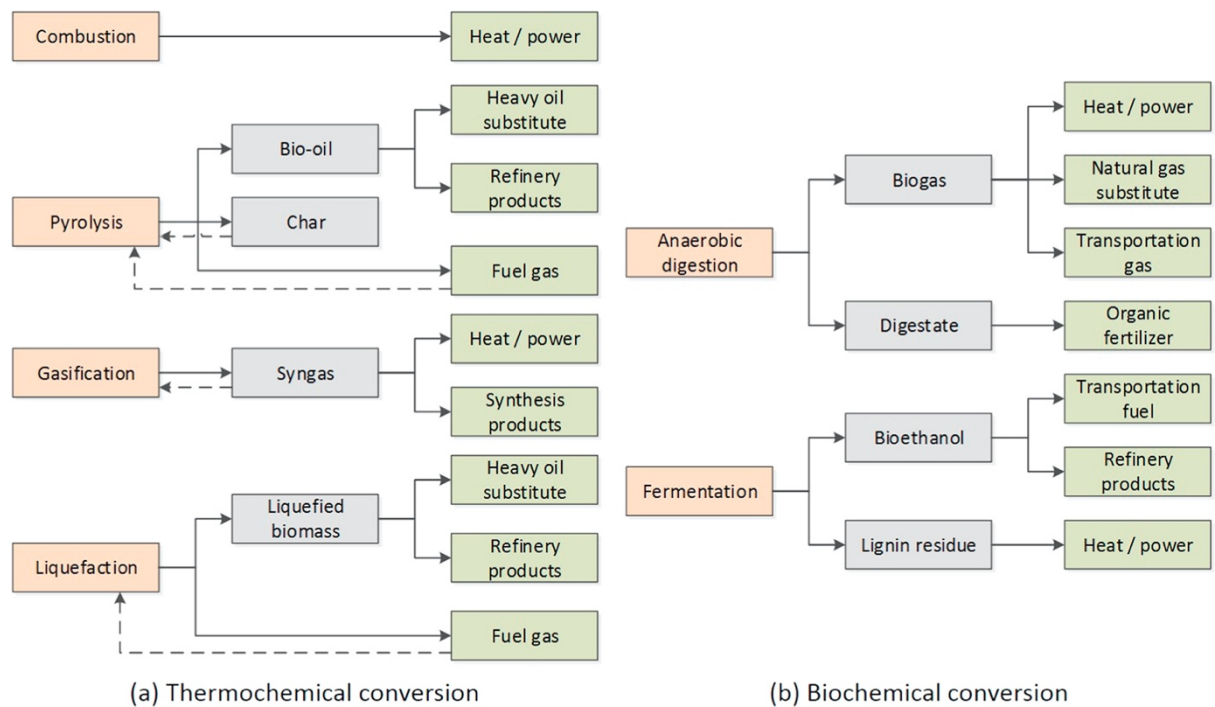 Combustion
Heat / power
Heavy oil
substitute
Bio-oil
Refinery
products
Pyrolysis
Char
Fuel gas
Heat / power
Gasification
Syngas
Synthesis
products
Heavy oil
substitute
Liquefied
biomass
Refinery
products
Liquefaction
Fuel gas
(a) Thermochemical conversion
Heat / power
Biogas
Natural gas
substitute
Anaerobic
digestion
Transportation
gas
Digestate
Organic
fertilizer
Transportation
fuel
Bioethanol
Refinery
products
Fermentation
Lignin residue
Heat / power
(b) Biochemical conversion